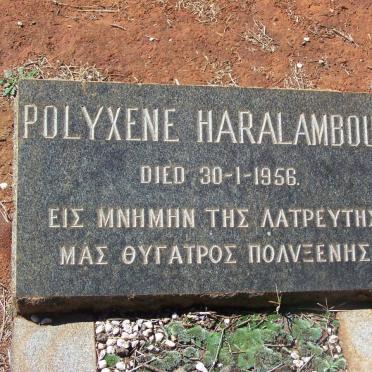 POLYXENE HARALAMBOU
DIED 30-1-1956.
ΕΙΣ ΜΝΗΜΗΝ ΤΗΣ ΛΑΤΡΕΥΤΗΣ
ΜΑΣ ΘΥΓΑΤΡΟΣ ΠΟΛΥΞΕΝΗΣ